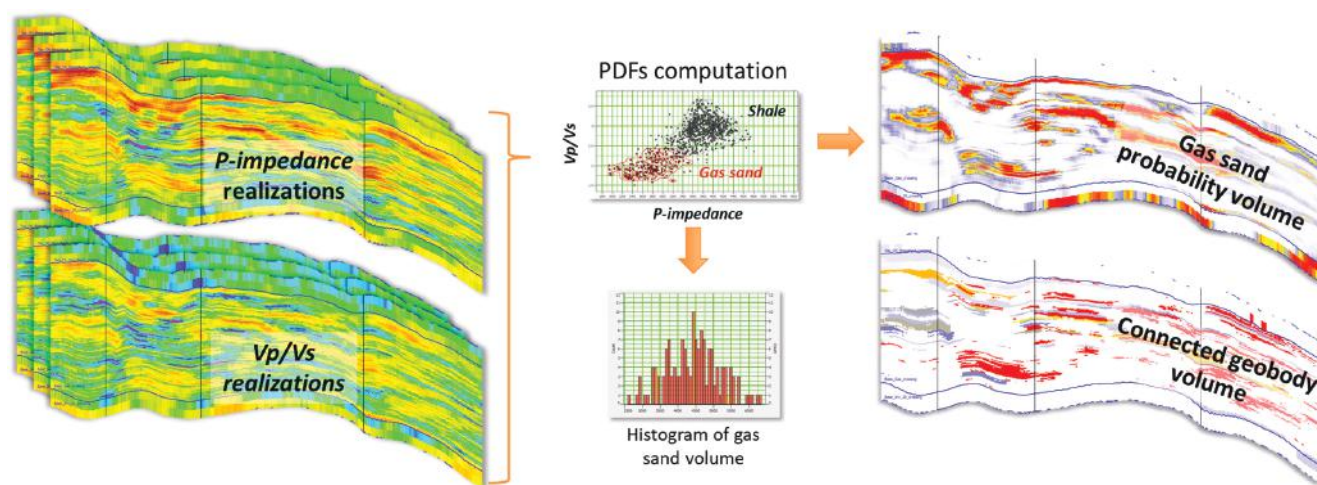 P-impedance
realizations
Vp/Vs
realizations
PDFs computation
Vp/Vs
Shale
Gas sand
P-impedance
Histogram of gas
sand volume
Gas sand
probability volume
Connected geobody
volume